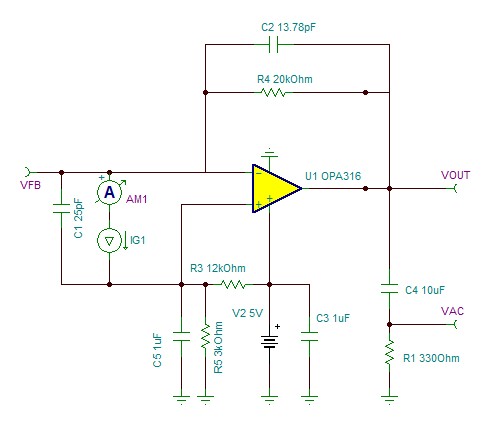 C2 13.78pF
R4 20kOhm
U1 OPA316
VFB
+
A
AM1
C1 25pF
IG1
−
+
+
VOUT
R3 12kOhm
V2 5V
+
C4 10uF
C5 1uF
R5 3kOhm
C3 1uF
VAC
R1 330Ohm